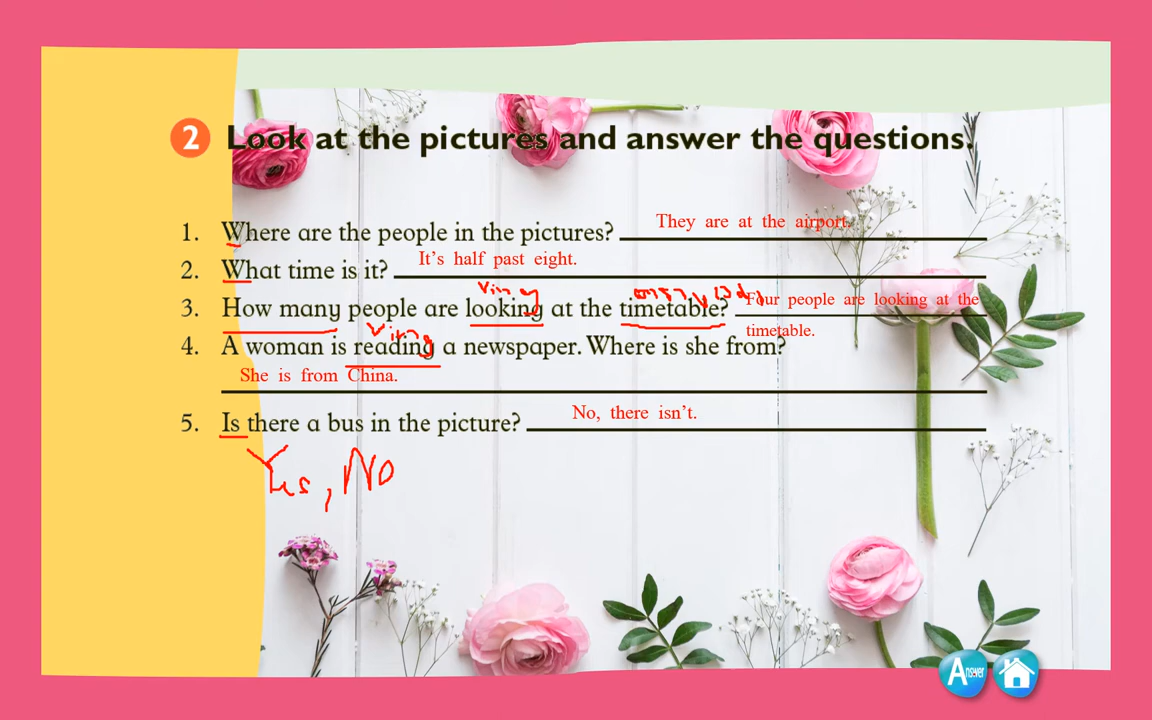 2 Look at the pictures and answer the questions.
1. Where are the people in the pictures? They are at the airport.
2. What time is it? It's half past eight.
Ving
3. How many people are looking at the timetable? Four people are looking at the
timetable.
Ving
4. A woman is reading a newspaper. Where is she from?
She is from China.
5. Is there a bus in the picture? No, there isn't.
Yes, No
Answer